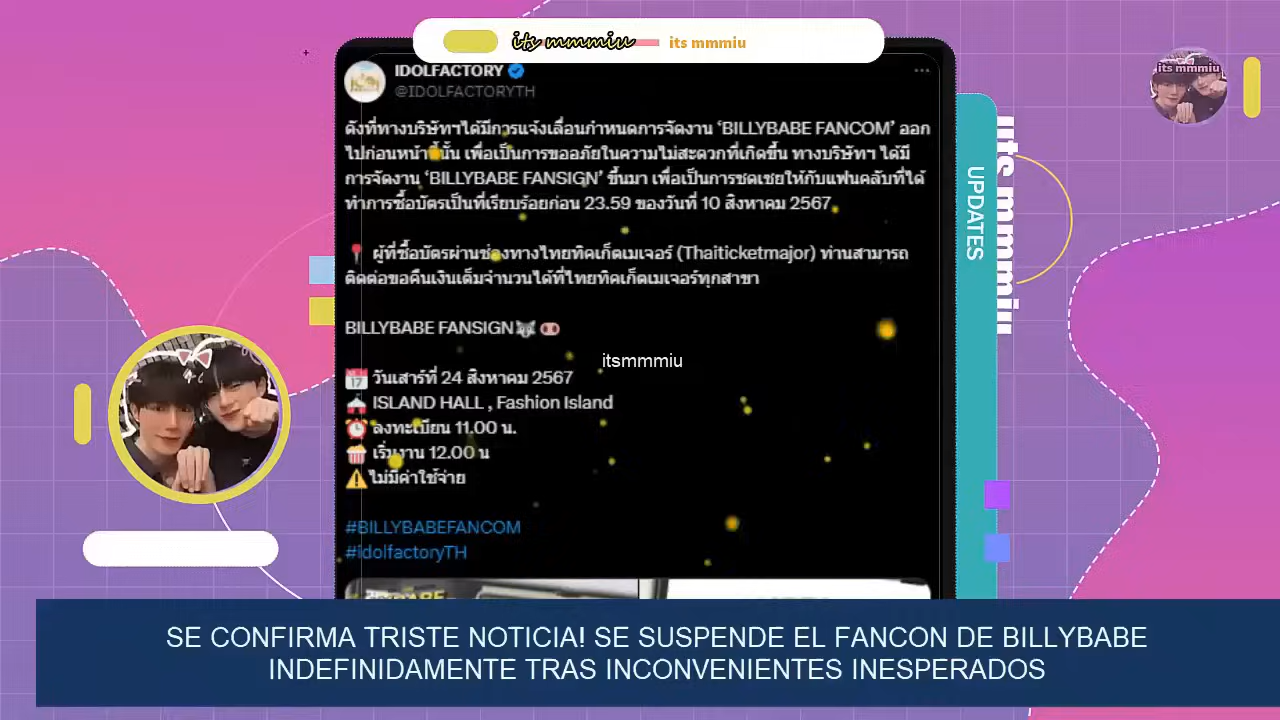 its mmmiu
its mmmiu
its mmmiu
IDOLFACTORY
@IDOLFACTORYTH
ดังที่ทางบริษัทฯได้มีการแจ้งเลื่อนกำหนดการจัดงาน ‘BILLYBABE FANCOM’ ออก
ไปก่อนหน้านี้นั้น เพื่อเป็นการขออภัยในความไม่สะดวกที่เกิดขึ้น ทางบริษัทฯ ได้มี
การจัดงาน ‘BILLYBABE FANSIGN’ ขึ้นมา เพื่อเป็นการชดเชยให้กับแฟนคลับที่ได้
ทำการซื้อบัตรเป็นที่เรียบร้อยก่อน 23.59 ของวันที่ 10 สิงหาคม 2567
ผู้ที่ซื้อบัตรผ่านช่องทางไทยทิคเก็ตเมเจอร์ (Thaiticketmajor) ท่านสามารถ
ติดต่อขอคืนเงินเต็มจำนวนได้ที่ไทยทิคเก็ตเมเจอร์ทุกสาขา
BILLYBABE FANSIGN
itsmmmiu
17 วันเสาร์ที่ 24 สิงหาคม 2567
ISLAND HALL , Fashion Island
ลงทะเบียน 11.00 น.
เริ่มงาน 12.00 น
ไม่มีค่าใช้จ่าย
#BILLYBABEFANCOM
#idolfactoryTH
UPDATES
its mmmiu
SE CONFIRMA TRISTE NOTICIA! SE SUSPENDE EL FANCON DE BILLYBABE
INDEFINIDAMENTE TRAS INCONVENIENTES INESPERADOS